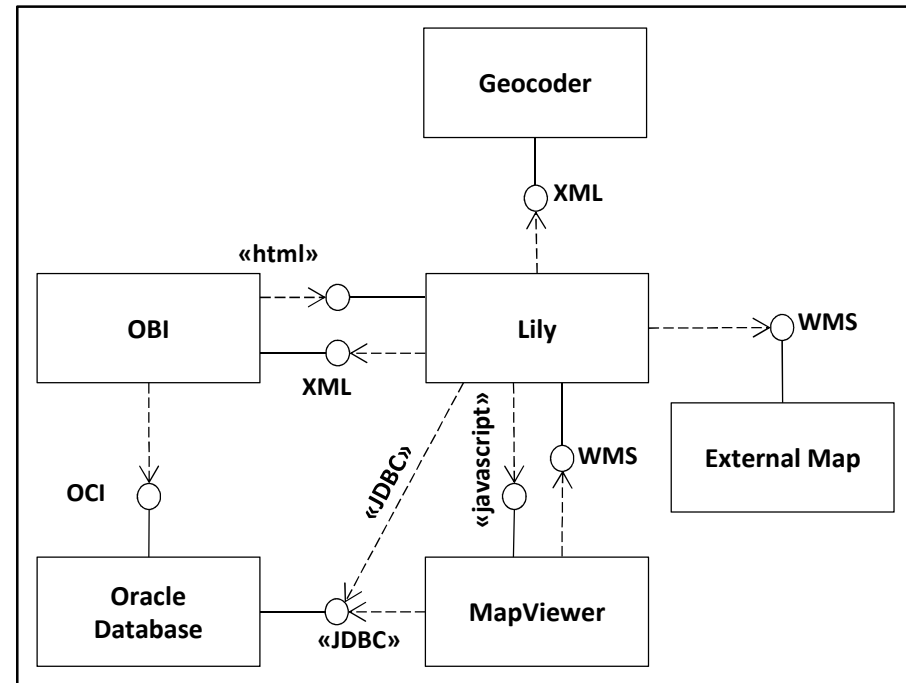 Geocoder
XML
«html»
OBI
Lily
WMS
XML
External Map
«JDBC»
«javascript»
WMS
OCI
Oracle
Database
MapViewer
«JDBC»